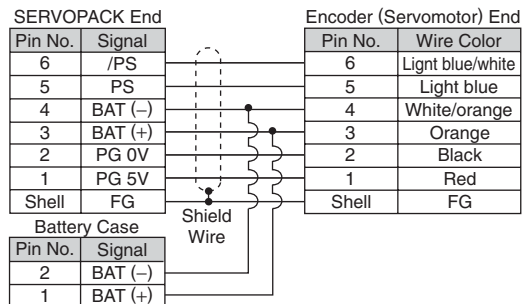 SERVOPACK End
Encoder (Servomotor) End
Pin No. Signal
Pin No. Wire Color
6 /PS
6 Lignt blue/white
5 PS
5 Light blue
4 BAT (−)
4 White/orange
3 BAT (+)
3 Orange
2 PG 0V
2 Black
1 PG 5V
1 Red
Shell FG
Shell FG
Shield
Wire
Battery Case
Pin No. Signal
2 BAT (−)
1 BAT (+)